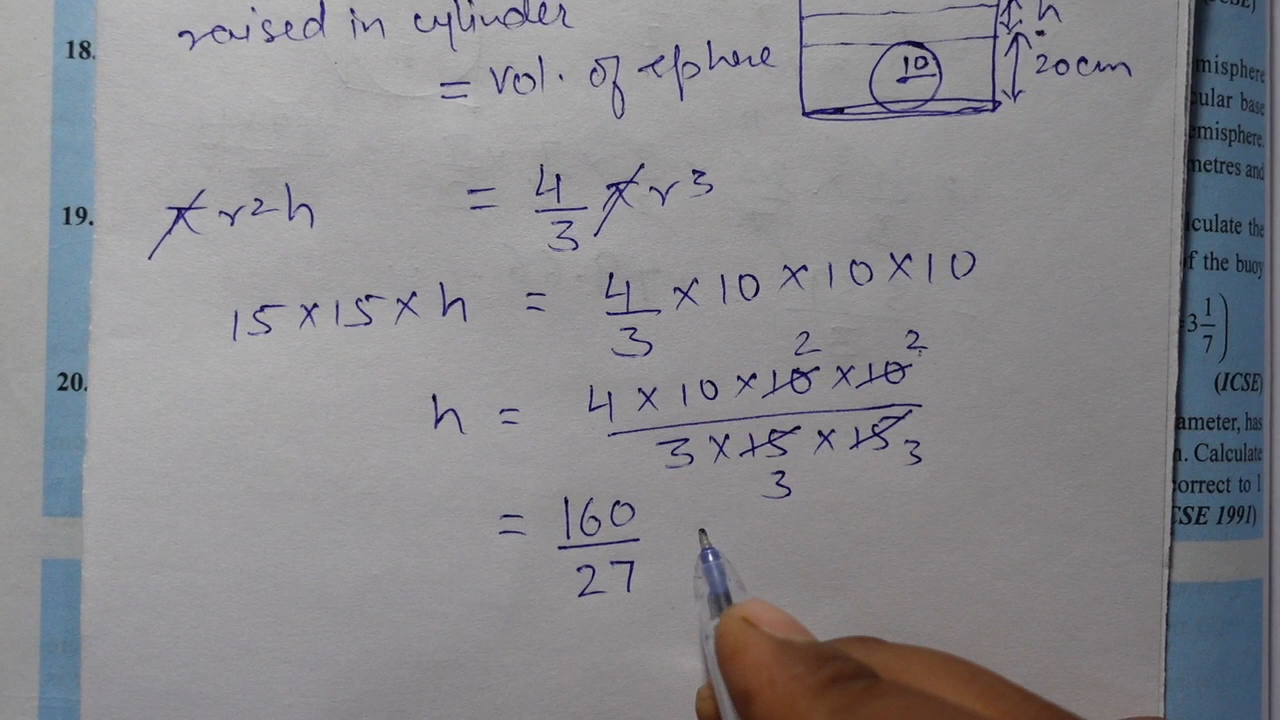 raised in cylinder
= vol. of sphere
h
10
20cm
18.
πr2h = 4/3 πr3
19.
15×15×h = 4/3 ×10×10×10
h = 4×10×10×10 / 3×15×15
2 2
3 3
20.
= 160/27
misphere
ular base
emisphere.
metres and
culate the
f the buoy
3 1/7)
(ICSE)
ameter, has
. Calculate
orrect to 1
SE 1991)